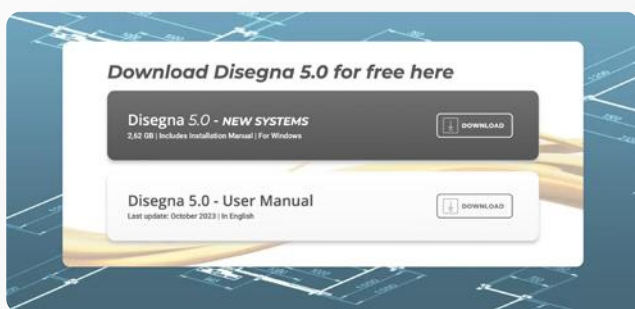 Download Disegna 5.0 for free here
Disegna 5.0 - NEW SYSTEMS
2,62 GB | Includes Installation Manual | For Windows
DOWNLOAD
Disegna 5.0 - User Manual
Last update: October 2023 | In English
DOWNLOAD